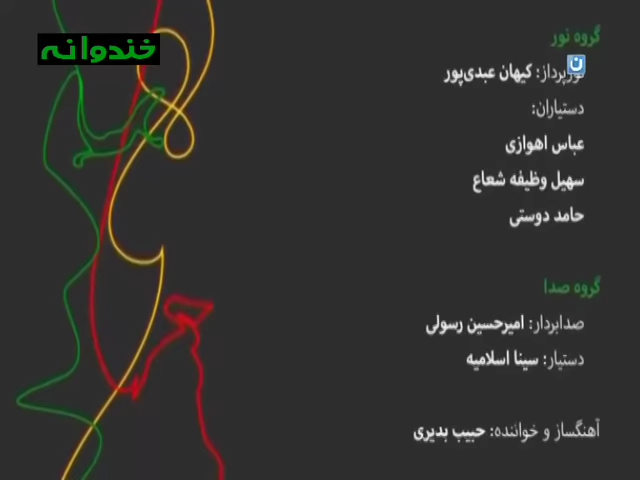 خندوانه
گروه نور
نورپرداز: کیهان عبدی‌پور
ن
دستیاران:
عباس اهوازی
سهیل وظیفه شعاع
حامد دوستی
گروه صدا
صدابردار: امیرحسین رسولی
دستیار: سینا اسلامیه
آهنگساز و خواننده: حبیب بدیری